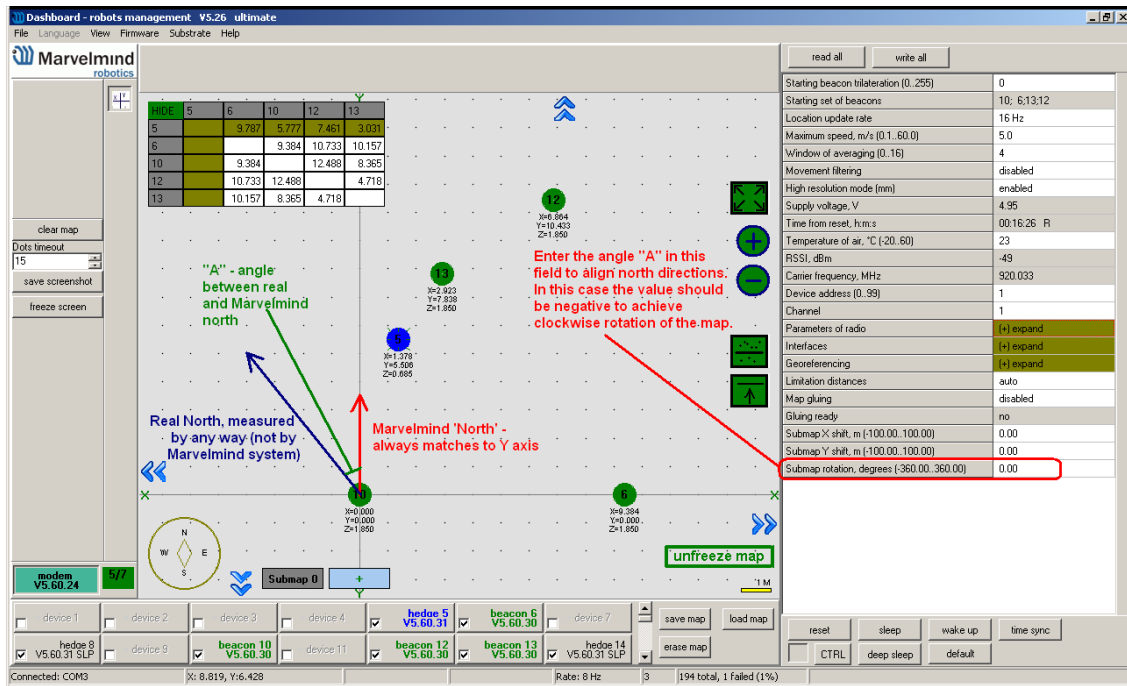 Dashboard - robots management V5.26 ultimate
File Language View Firmware Substrate Help
Marvelmind
robotics
clear map
Dots timeout
15
save screenshot
freeze screen
modem
V5.60.24
5/7
HIDE 5 6 10 12 13
5 9.787 5.777 7.461 3.031
6 9.384 10.733 10.157
10 9.384 12.488 8.365
12 10.733 12.488 4.718
13 10.157 8.365 4.718
Y
12
X=6.864
Y=10.433
Z=1.850
13
X=2.923
Y=7.838
Z=1.850
5
X=1.378
Y=5.506
Z=0.685
"A" - angle
between real
and Marvelmind
north
Enter the angle "A" in this
field to align north directions.
In this case the value should
be negative to achieve
clockwise rotation of the map.
Real North, measured
by any way (not by
Marvelmind system)
Marvelmind 'North' -
always matches to Y axis
X
X
10
X=0.000
Y=0.000
Z=1.850
6
X=9.384
Y=0.000
Z=1.850
N
W E
S
Submap 0 +
Y
unfreeze map
1 M
read all write all
Starting beacon trilateration (0..255) 0
Starting set of beacons 10; 6;13;12
Location update rate 16 Hz
Maximum speed, m/s (0.1..60.0) 5.0
Window of averaging (0..16) 4
Movement filtering disabled
High resolution mode (mm) enabled
Supply voltage, V 4.95
Time from reset, h:m:s 00:16:26 R
Temperature of air, °C (-20..60) 23
RSSI, dBm -49
Carrier frequency, MHz 920.033
Device address (0..99) 1
Channel 1
Parameters of radio (+) expand
Interfaces (+) expand
Georeferencing (+) expand
Limitation distances auto
Map gluing disabled
Gluing ready no
Submap X shift, m (-100.00..100.00) 0.00
Submap Y shift, m (-100.00..100.00) 0.00
Submap rotation, degrees (-360.00..360.00) 0.00
device 1
device 2
device 3
device 4
hedge 5
V5.60.31
beacon 6
V5.60.30
device 7
hedge 8
V5.60.31 SLP
device 9
beacon 10
V5.60.30
device 11
beacon 12
V5.60.30
beacon 13
V5.60.30
hedge 14
V5.60.31 SLP
save map load map
erase map
reset sleep wake up time sync
CTRL deep sleep default
Connected: COM3 X: 8.819, Y:6.428 Rate: 8 Hz 3 194 total, 1 failed (1%)